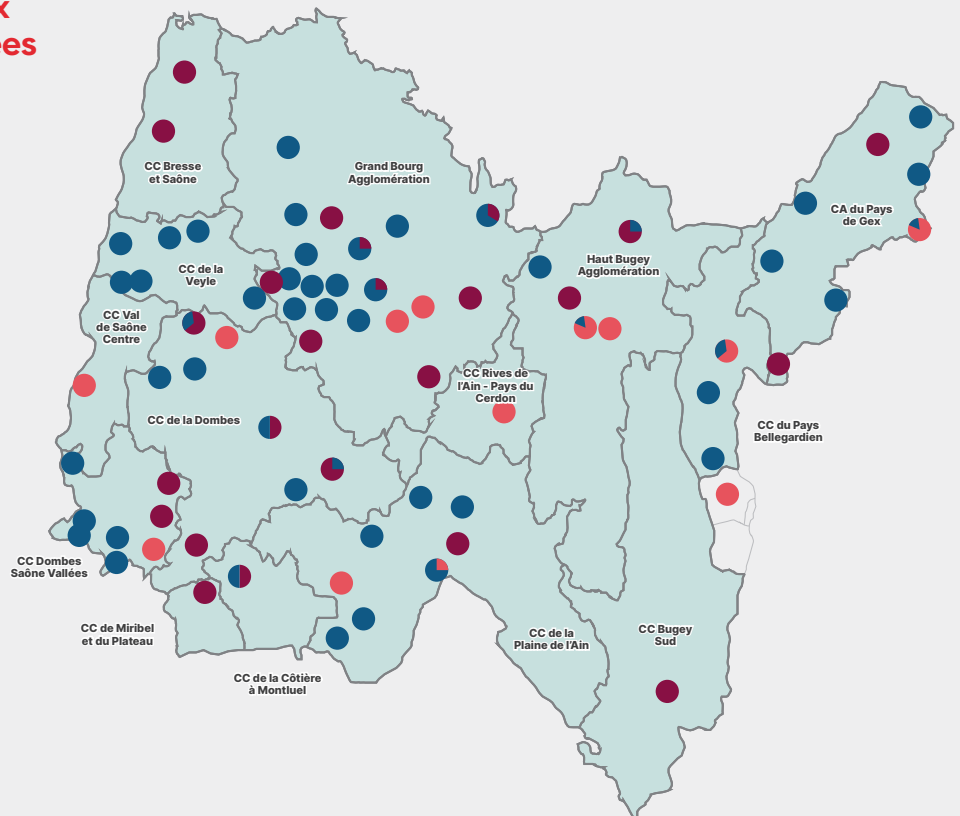 CC Bresse
et Saône
Grand Bourg
Agglomération
CA du Pays
de Gex
CC de la
Veyle
Haut Bugey
Agglomération
CC Val
de Saône
Centre
CC Rives de
l'Ain - Pays du
Cerdon
CC de la Dombes
CC du Pays
Bellegardien
CC Dombes
Saône Vallées
CC de Miribel
et du Plateau
CC de la Plaine de l'Ain
CC Bugey
Sud
CC de la Côtière
à Montluel